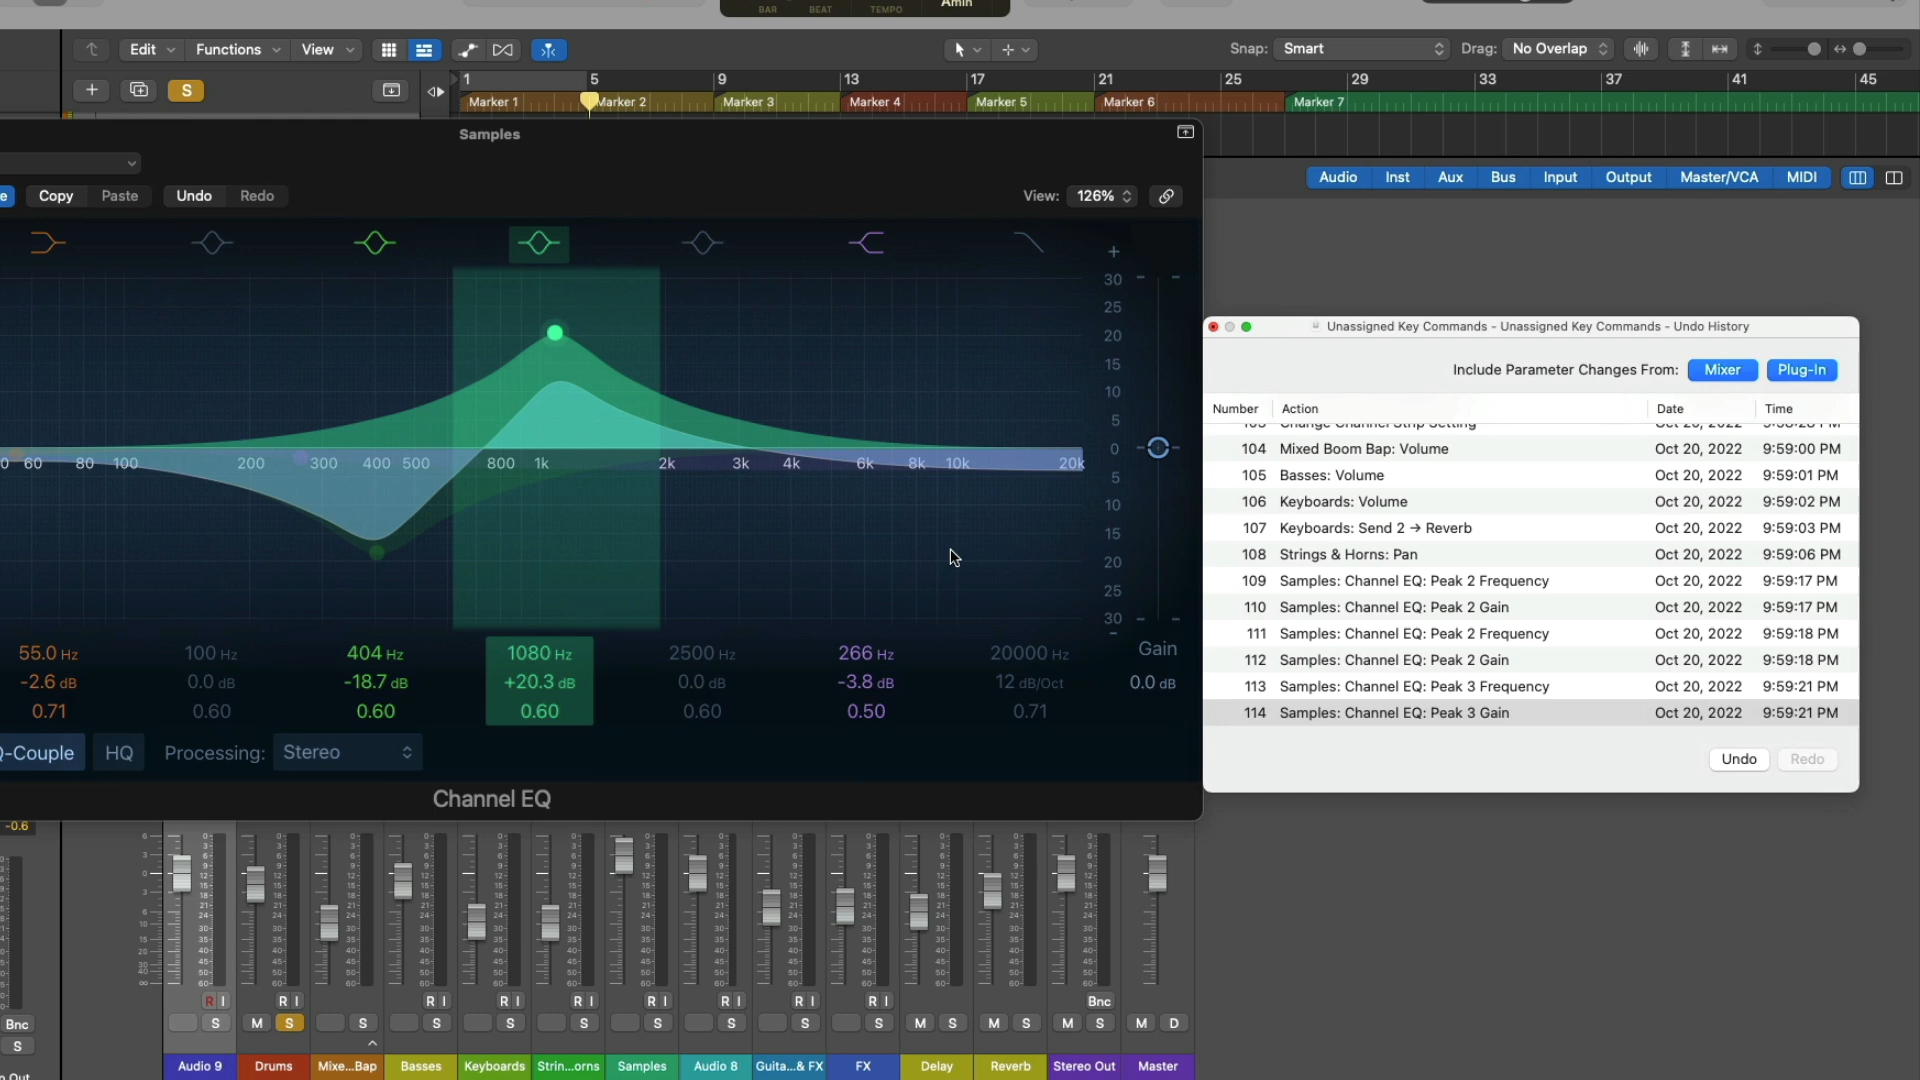 BAR BEAT TEMPO Amin
Edit Functions View Snap: Smart Drag: No Overlap
S 1 5 9 13 17 21 25 29 33 37 41 45
Marker 1 Marker 2 Marker 3 Marker 4 Marker 5 Marker 6 Marker 7
Samples
Audio Inst Aux Bus Input Output Master/VCA MIDI
Copy Paste Undo Redo View: 126%
+
30
25
20
15
10
5
0
5
10
15
20
25
30
60 80 100 200 300 400 500 800 1k 2k 3k 4k 6k 8k 10k 20k
Gain
0.0 dB
55.0 Hz 100 Hz 404 Hz 1080 Hz 2500 Hz 266 Hz 20000 Hz
-2.6 dB 0.0 dB -18.7 dB +20.3 dB 0.0 dB -3.8 dB 12 dB/Oct
0.71 0.60 0.60 0.60 0.60 0.50 0.71
Q-Couple HQ Processing: Stereo
Channel EQ
Unassigned Key Commands - Unassigned Key Commands - Undo History
Include Parameter Changes From: Mixer Plug-In
Number Action Date Time
104 Mixed Boom Bap: Volume Oct 20, 2022 9:59:00 PM
105 Basses: Volume Oct 20, 2022 9:59:01 PM
106 Keyboards: Volume Oct 20, 2022 9:59:02 PM
107 Keyboards: Send 2 → Reverb Oct 20, 2022 9:59:03 PM
108 Strings & Horns: Pan Oct 20, 2022 9:59:06 PM
109 Samples: Channel EQ: Peak 2 Frequency Oct 20, 2022 9:59:17 PM
110 Samples: Channel EQ: Peak 2 Gain Oct 20, 2022 9:59:17 PM
111 Samples: Channel EQ: Peak 2 Frequency Oct 20, 2022 9:59:18 PM
112 Samples: Channel EQ: Peak 2 Gain Oct 20, 2022 9:59:18 PM
113 Samples: Channel EQ: Peak 3 Frequency Oct 20, 2022 9:59:21 PM
114 Samples: Channel EQ: Peak 3 Gain Oct 20, 2022 9:59:21 PM
Undo Redo
-0.6
R I R I R I R I R I R I R I R I R I Bnc
Bnc S M S S S S S S S S S M S M S M S M D
S
Audio 9 Drums Mixe...Bap Basses Keyboards Strin...orns Samples Audio 8 Guita...& FX FX Delay Reverb Stereo Out Master